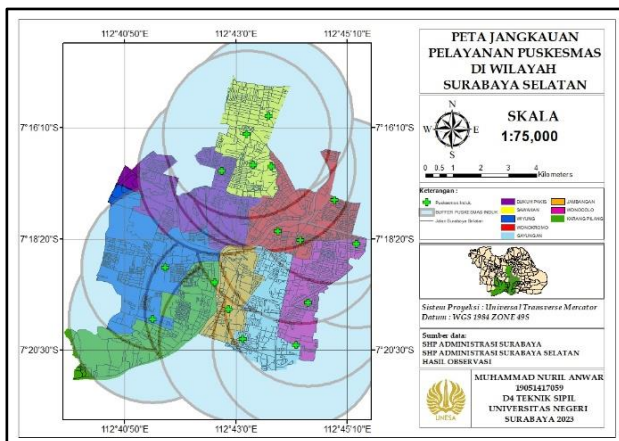 112°40'50"E 112°43'0"E 112°45'10"E
7°16'10"S 7°16'10"S
7°18'20"S 7°18'20"S
7°20'30"S 7°20'30"S
112°40'50"E 112°43'0"E 112°45'10"E
PETA JANGKAUAN
PELAYANAN PUSKESMAS
DI WILAYAH
SURABAYA SELATAN
N
W E
S
SKALA
1:75,000
0 0.5 1 2 3 4
Kilometers
Keterangan :
Puskesmas Induk
BUFFER PUSKESMAS INDUK
Jalan Surabaya Selatan
DUKUH PAKIS
SAWAHAN
WIYUNG
WONOKROMO
GAYUNGAN
JAMBANGAN
WONOCOLO
KARANG PILANG
Sistem Proyeksi : Universal Transverse Mercator
Datum : WGS 1984 ZONE 49S
Sumber data:
SHP ADMINISTRASI SURABAYA
SHP ADMINISTRASI SURABAYA SELATAN
HASIL OBSERVASI
UNESA
MUHAMMAD NURIL ANWAR
19051417059
D4 TEKNIK SIPIL
UNIVERSITAS NEGERI
SURABAYA 2023